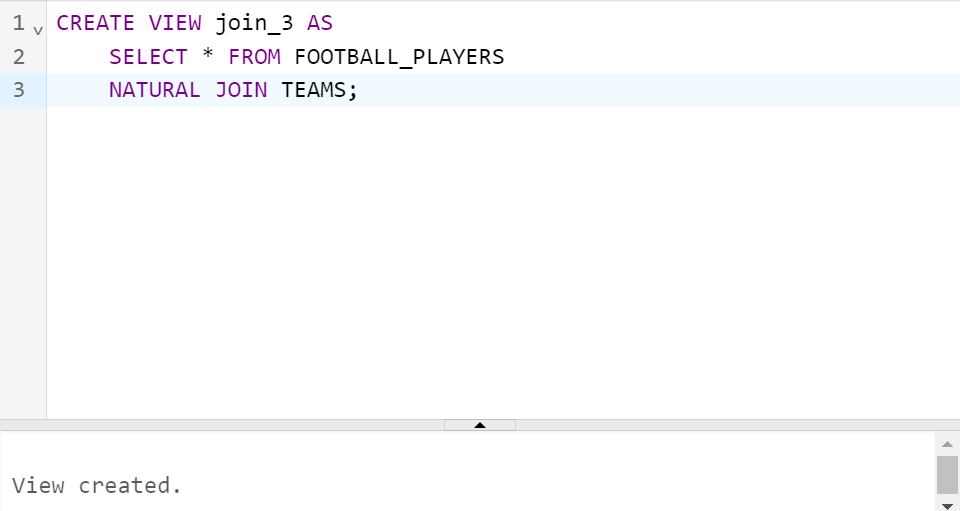 1 CREATE VIEW join_3 AS
2 SELECT * FROM FOOTBALL_PLAYERS
3 NATURAL JOIN TEAMS;
View created.